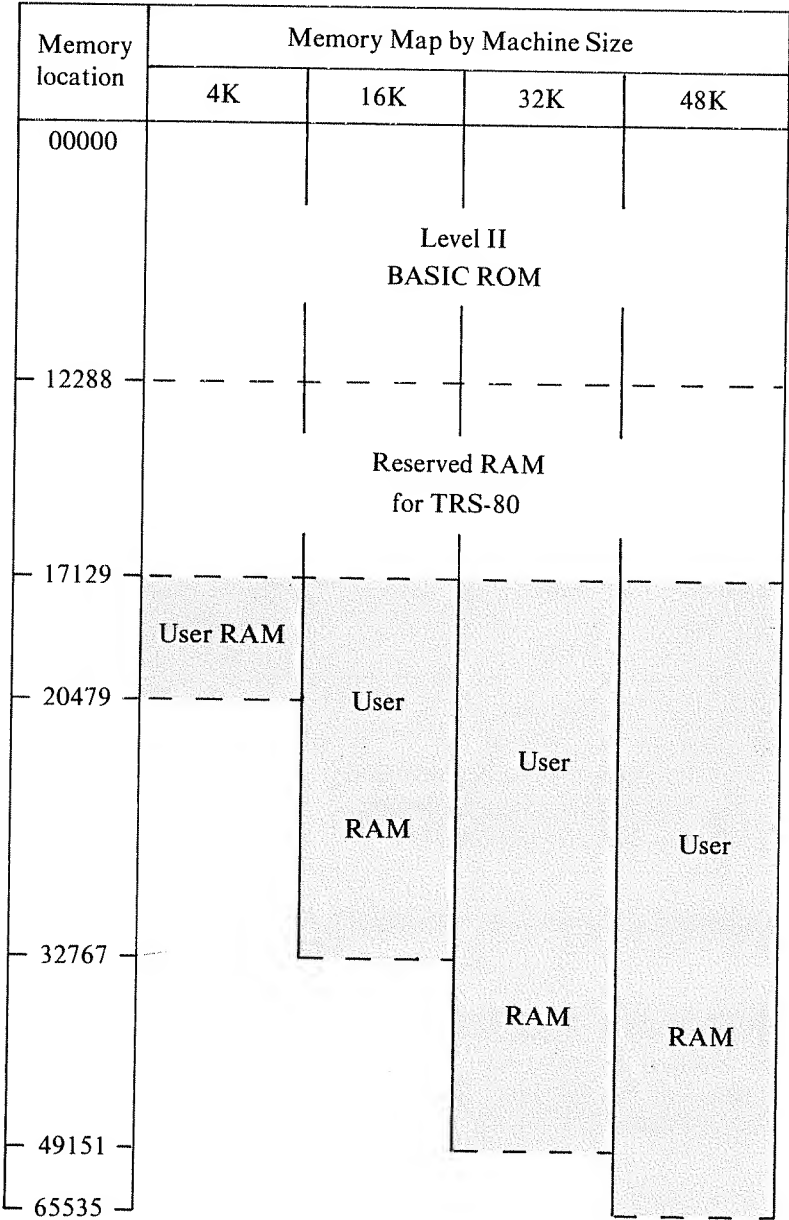 Memory location
Memory Map by Machine Size
4K 16K 32K 48K
00000
Level II
BASIC ROM
12288
Reserved RAM
for TRS-80
17129
User RAM
20479
User
User
RAM
User
32767
RAM
RAM
49151
65535